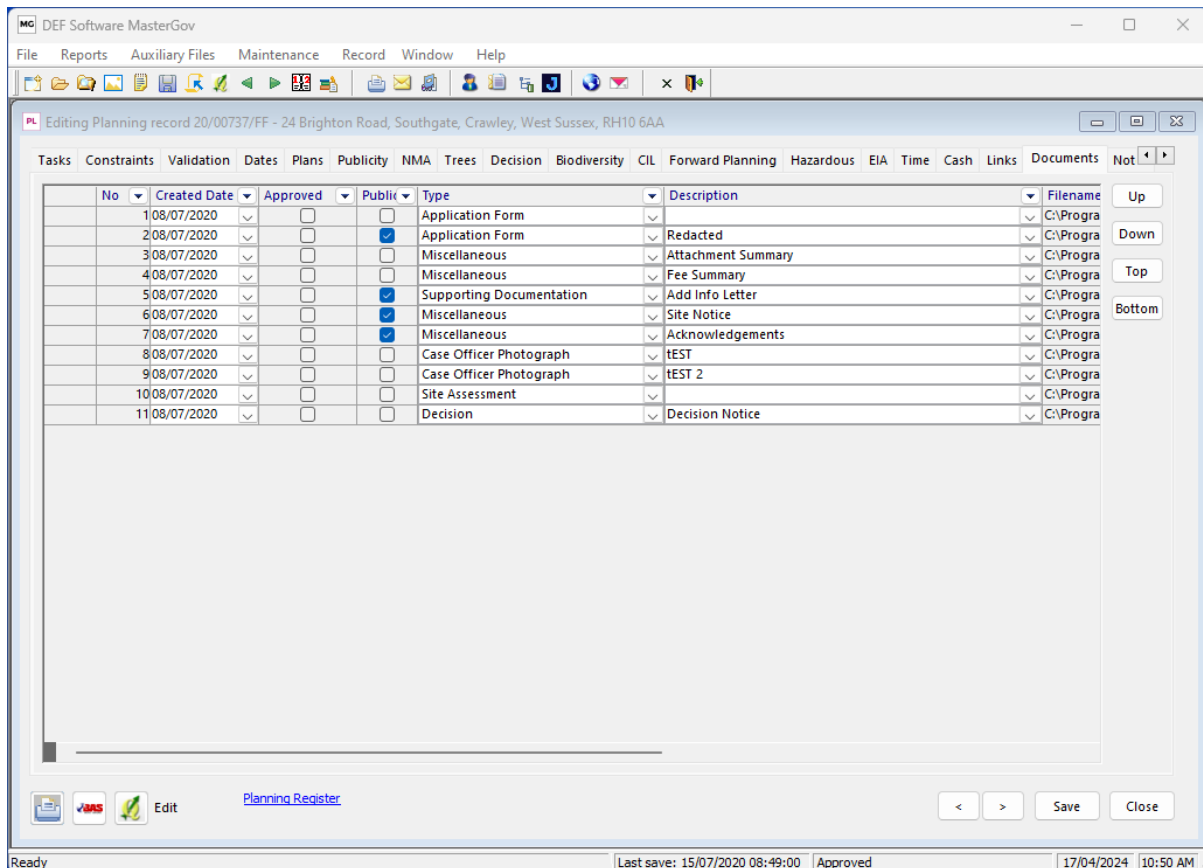 MG DEF Software MasterGov
File Reports Auxiliary Files Maintenance Record Window Help
PL Editing Planning record 20/00737/FF - 24 Brighton Road, Southgate, Crawley, West Sussex, RH10 6AA
Tasks Constraints Validation Dates Plans Publicity NMA Trees Decision Biodiversity CIL Forward Planning Hazardous EIA Time Cash Links Documents Not
No Created Date Approved Public Type Description Filename Up
1 08/07/2020 Application Form C:\Progra
2 08/07/2020 Application Form Redacted C:\Progra Down
3 08/07/2020 Miscellaneous Attachment Summary C:\Progra
4 08/07/2020 Miscellaneous Fee Summary C:\Progra Top
5 08/07/2020 Supporting Documentation Add Info Letter C:\Progra
6 08/07/2020 Miscellaneous Site Notice C:\Progra Bottom
7 08/07/2020 Miscellaneous Acknowledgements C:\Progra
8 08/07/2020 Case Officer Photograph tEST C:\Progra
9 08/07/2020 Case Officer Photograph tEST 2 C:\Progra
10 08/07/2020 Site Assessment C:\Progra
11 08/07/2020 Decision Decision Notice C:\Progra
BAS Edit Planning Register < > Save Close
Ready Last save: 15/07/2020 08:49:00 Approved 17/04/2024 10:50 AM